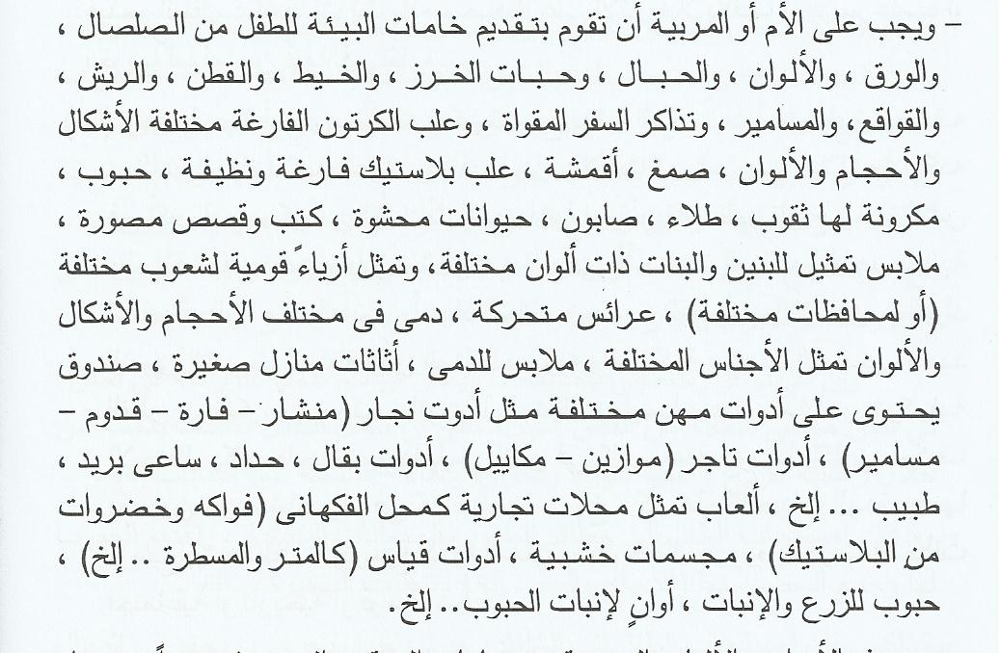 – ويجب على الأم أو المربية أن تقوم بتقديم خامات البيئة للطفل من الصلصال ،
والورق ، والألوان ، والحبال ، وحبات الخرز ، والخيط ، والقطن ، والريش ،
والقواقع، والمسامير ، وتذاكر السفر المقواة ، وعلب الكرتون الفارغة مختلفة الأشكال
والأحجام والألوان ، صمغ ، أقمشة ، علب بلاستيك فارغة ونظيفة ، حبوب ،
مكرونة لها ثقوب ، طلاء ، صابون ، حيوانات محشوة ، كتب وقصص مصورة ،
ملابس تمثيل للبنين والبنات ذات ألوان مختلفة، وتمثل أزياءً قومية لشعوب مختلفة
(أو لمحافظات مختلفة) ، عرائس متحركة ، دمى فى مختلف الأحجام والأشكال
والألوان تمثل الأجناس المختلفة ، ملابس للدمى ، أثاثات منازل صغيرة ، صندوق
يحتوى على أدوات مهن مختلفة مثل أدوت نجار (منشار – فارة – قدوم –
مسامير) ، أدوات تاجر (موازين – مكاييل) ، أدوات بقال ، حداد ، ساعى بريد ،
طبيب ... إلخ ، ألعاب تمثل محلات تجارية كمحل الفكهانى (فواكه وخضروات
من البلاستيك) ، مجسمات خشبية ، أدوات قياس (كالمتر والمسطرة .. إلخ) ،
حبوب للزرع والإنبات ، أوانٍ لإنبات الحبوب.. إلخ.